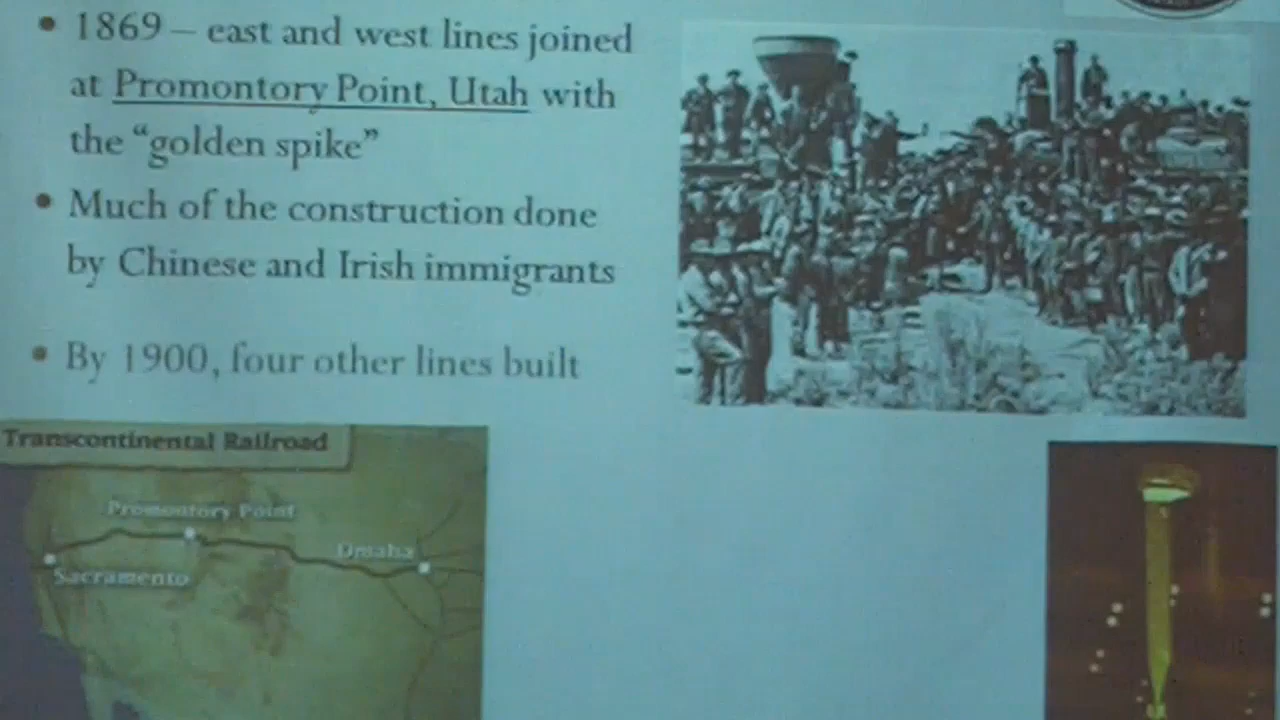 • 1869 – east and west lines joined
at Promontory Point, Utah with
the “golden spike”
• Much of the construction done
by Chinese and Irish immigrants
• By 1900, four other lines built
Transcontinental Railroad
Promontory Point
Omaha
Sacramento